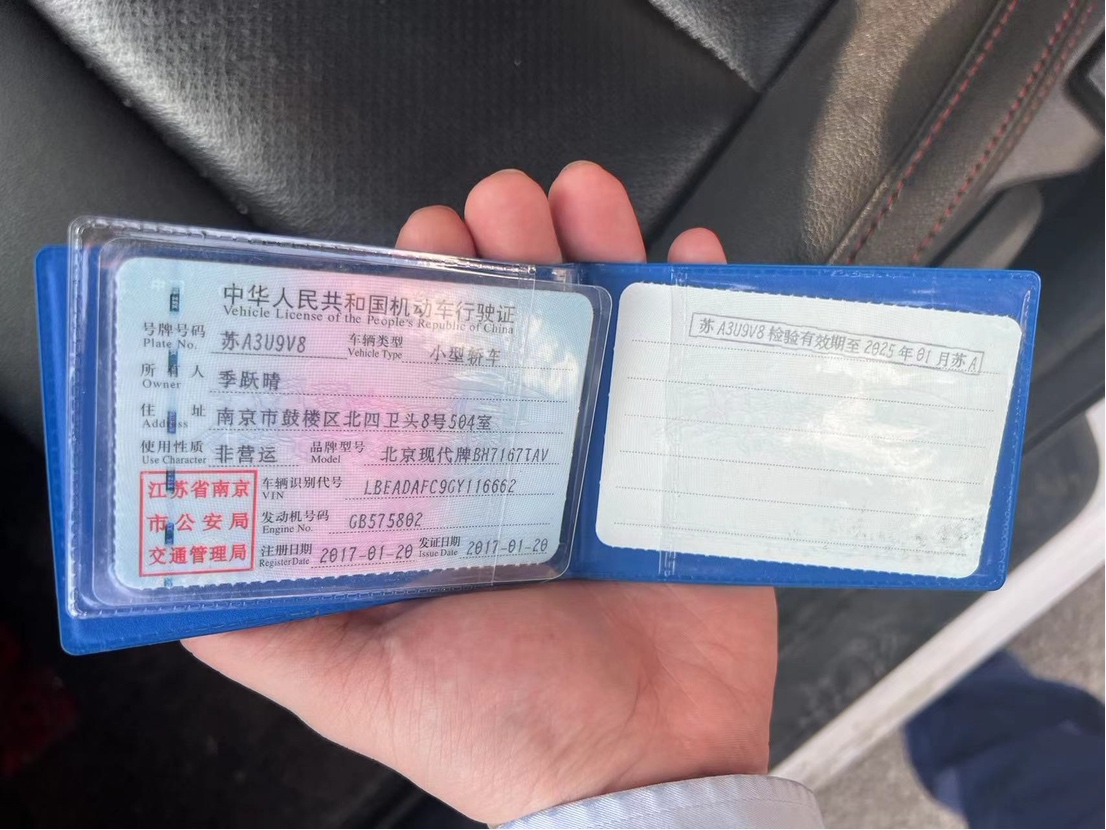 中华人民共和国机动车行驶证
Vehicle License of the People's Republic of China
号牌号码 苏A3U9V8 车辆类型 小型轿车
Plate No. Vehicle Type
所有人 季跃晴
Owner
住址 南京市鼓楼区北四卫头8号504室
Address
使用性质 非营运 品牌型号 北京现代牌BH7167TAV
Use Character Model
江苏省南京
市公安局
交通管理局
车辆识别代号 LBEADAFC9GY116662
VIN
发动机号码 GB575802
Engine No.
注册日期 2017-01-20 发证日期 2017-01-20
Register Date Issue Date
苏A3U9V8检验有效期至2025年01月苏A